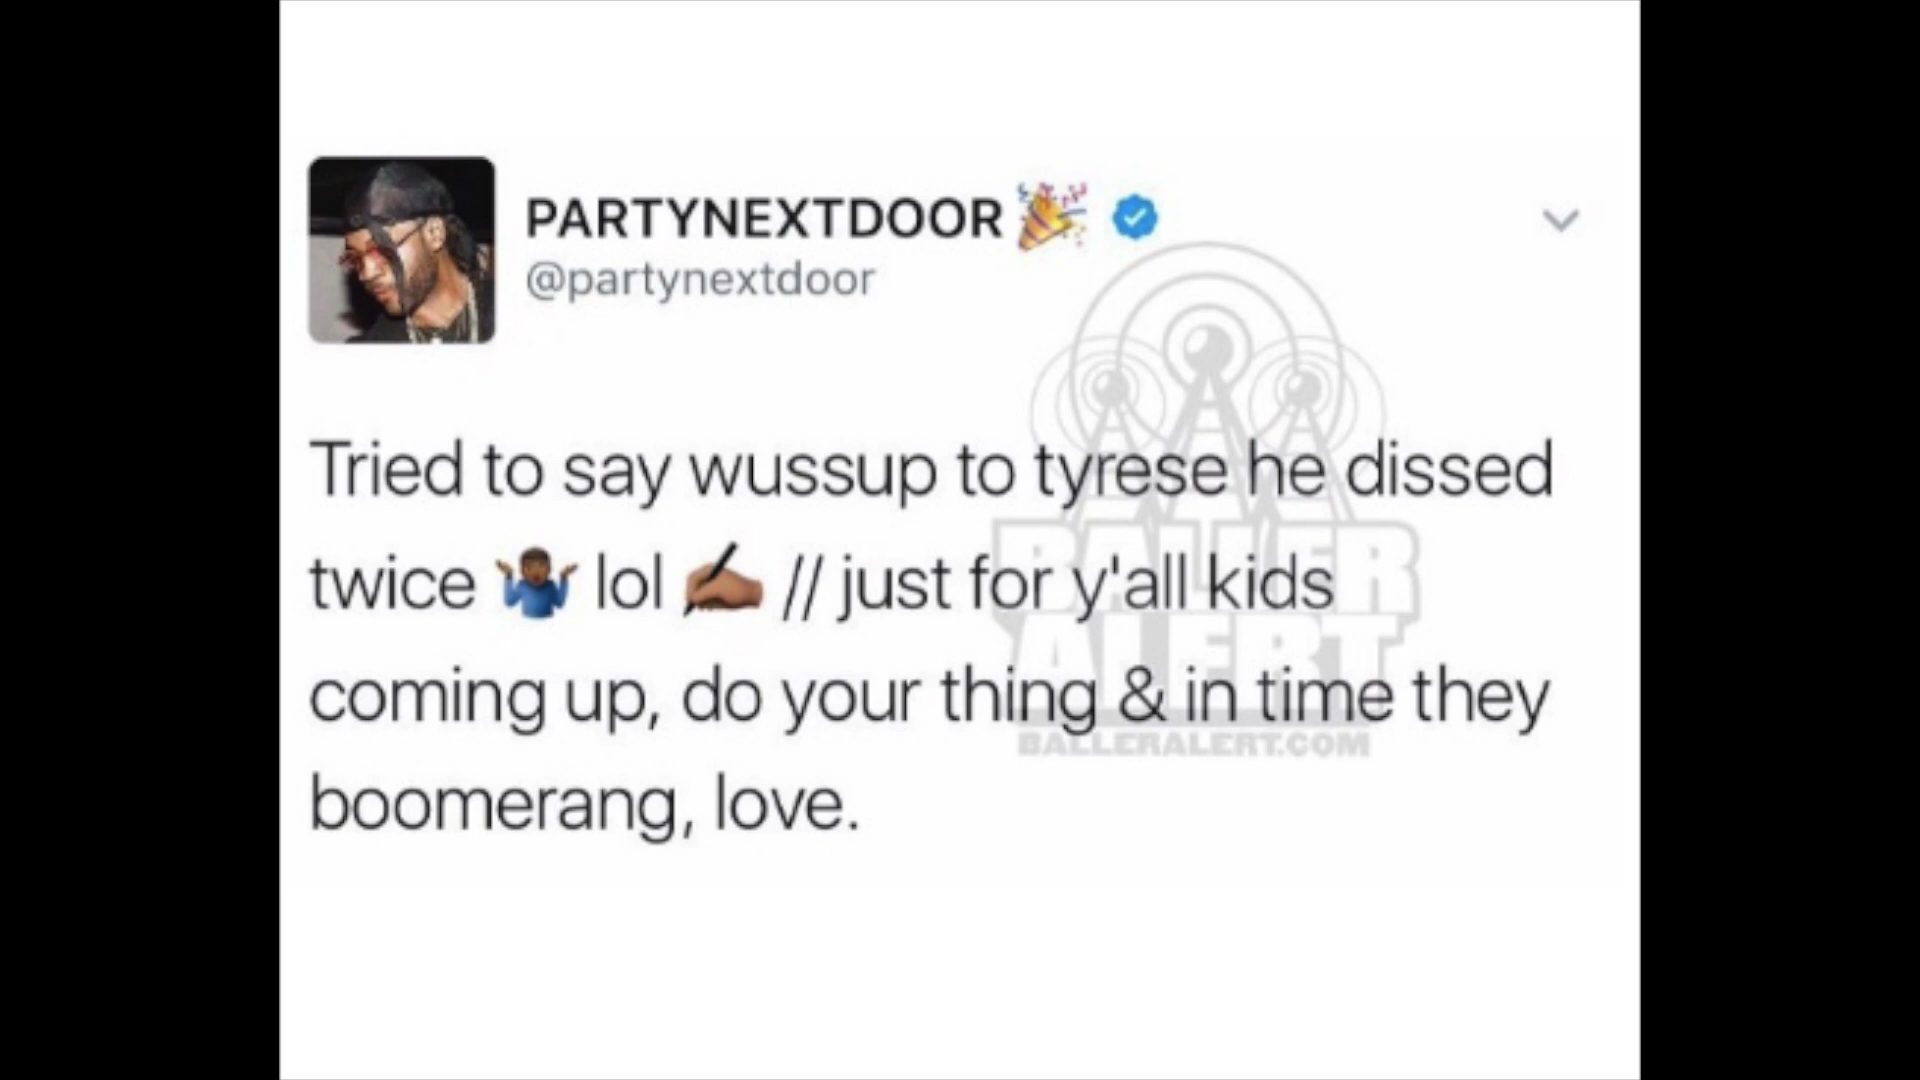 PARTYNEXTDOOR 🎉
@partynextdoor
Tried to say wussup to tyrese he dissed
twice 🤷🏾‍♂️ lol ✍🏾 // just for y'all kids
coming up, do your thing & in time they
boomerang, love.
BALLER
ALERT
BALLERALERT.COM